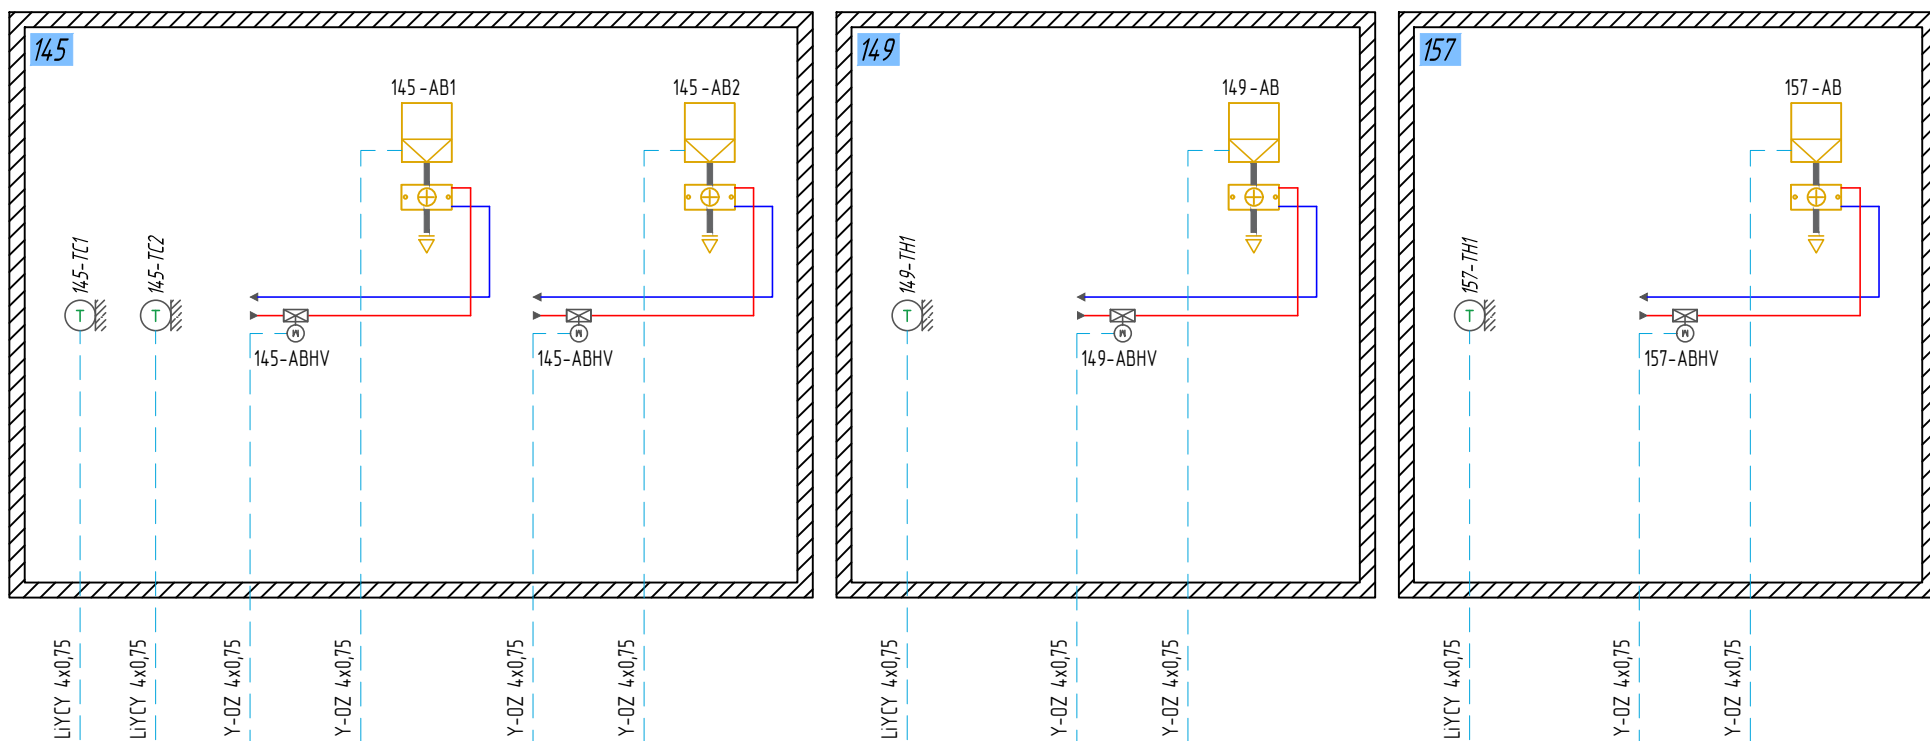 145
145-AB1
145-AB2
145-TC1
145-TC2
T
T
M
M
145-ABHV
145-ABHV
LiYCY 4x0,75
LiYCY 4x0,75
Y-OZ 4x0,75
Y-OZ 4x0,75
Y-OZ 4x0,75
Y-OZ 4x0,75
149
149-AB
149-TH1
T
M
149-ABHV
LiYCY 4x0,75
Y-OZ 4x0,75
Y-OZ 4x0,75
157
157-AB
157-TH1
T
M
157-ABHV
LiYCY 4x0,75
Y-OZ 4x0,75
Y-OZ 4x0,75